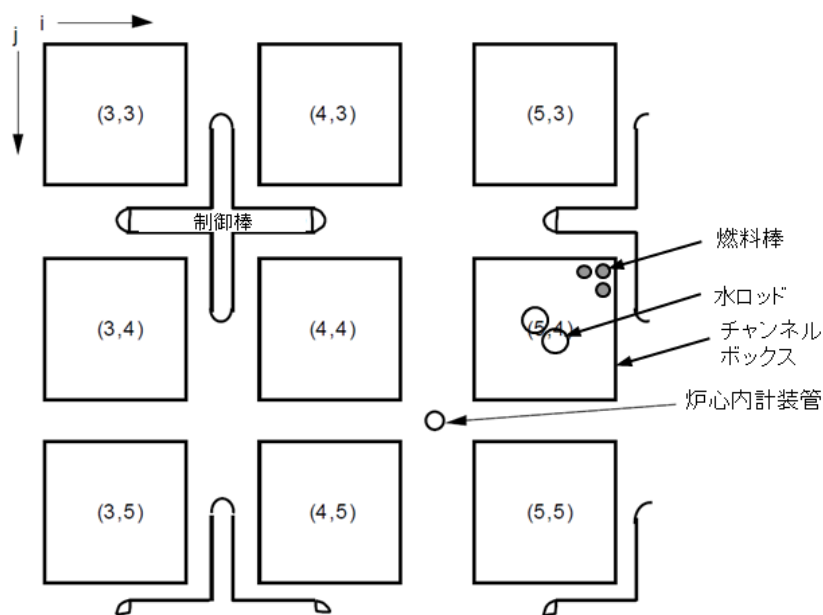 i
j
(3,3)
(4,3)
(5,3)
制御棒
燃料棒
水ロッド
(3,4)
(4,4)
(5,4)
チャンネル
ボックス
炉心内計装管
(3,5)
(4,5)
(5,5)